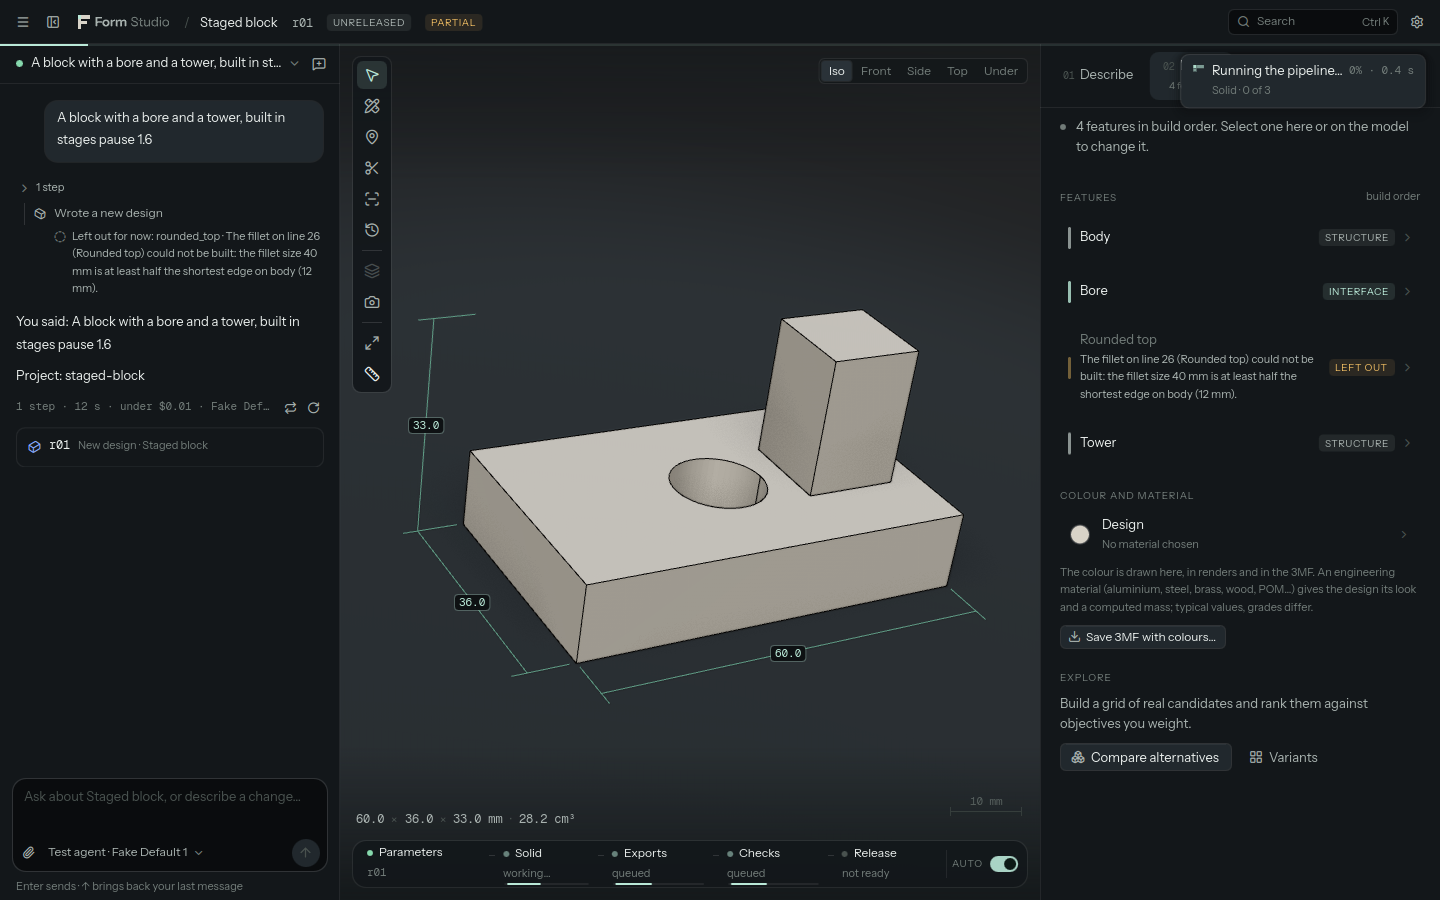 Form Studio / Staged block r01 UNRELEASED PARTIAL
Search Ctrl K
A block with a bore and a tower, built in st...
A block with a bore and a tower, built in
stages pause 1.6
1 step
Wrote a new design
Left out for now: rounded_top · The fillet on line 26
(Rounded top) could not be built: the fillet size 40
mm is at least half the shortest edge on body (12
mm).
You said: A block with a bore and a tower, built in
stages pause 1.6
Project: staged-block
1 step · 12 s · under $0.01 · Fake Def…
r01 New design · Staged block
Ask about Staged block, or describe a change...
Test agent · Fake Default 1
Enter sends · ↑ brings back your last message
Iso Front Side Top Under
33.0
36.0
60.0
10 mm
60.0 × 36.0 × 33.0 mm · 28.2 cm³
Parameters
r01
Solid
working...
Exports
queued
Checks
queued
Release
not ready
AUTO
01 Describe
02
4 f
Running the pipeline... 0% · 0.4 s
Solid · 0 of 3
4 features in build order. Select one here or on the model
to change it.
FEATURES build order
Body STRUCTURE
Bore INTERFACE
Rounded top
The fillet on line 26 (Rounded top) could not be
built: the fillet size 40 mm is at least half the
shortest edge on body (12 mm).
LEFT OUT
Tower STRUCTURE
COLOUR AND MATERIAL
Design
No material chosen
The colour is drawn here, in renders and in the 3MF. An engineering
material (aluminium, steel, brass, wood, POM...) gives the design its look
and a computed mass; typical values, grades differ.
Save 3MF with colours...
EXPLORE
Build a grid of real candidates and rank them against
objectives you weight.
Compare alternatives Variants